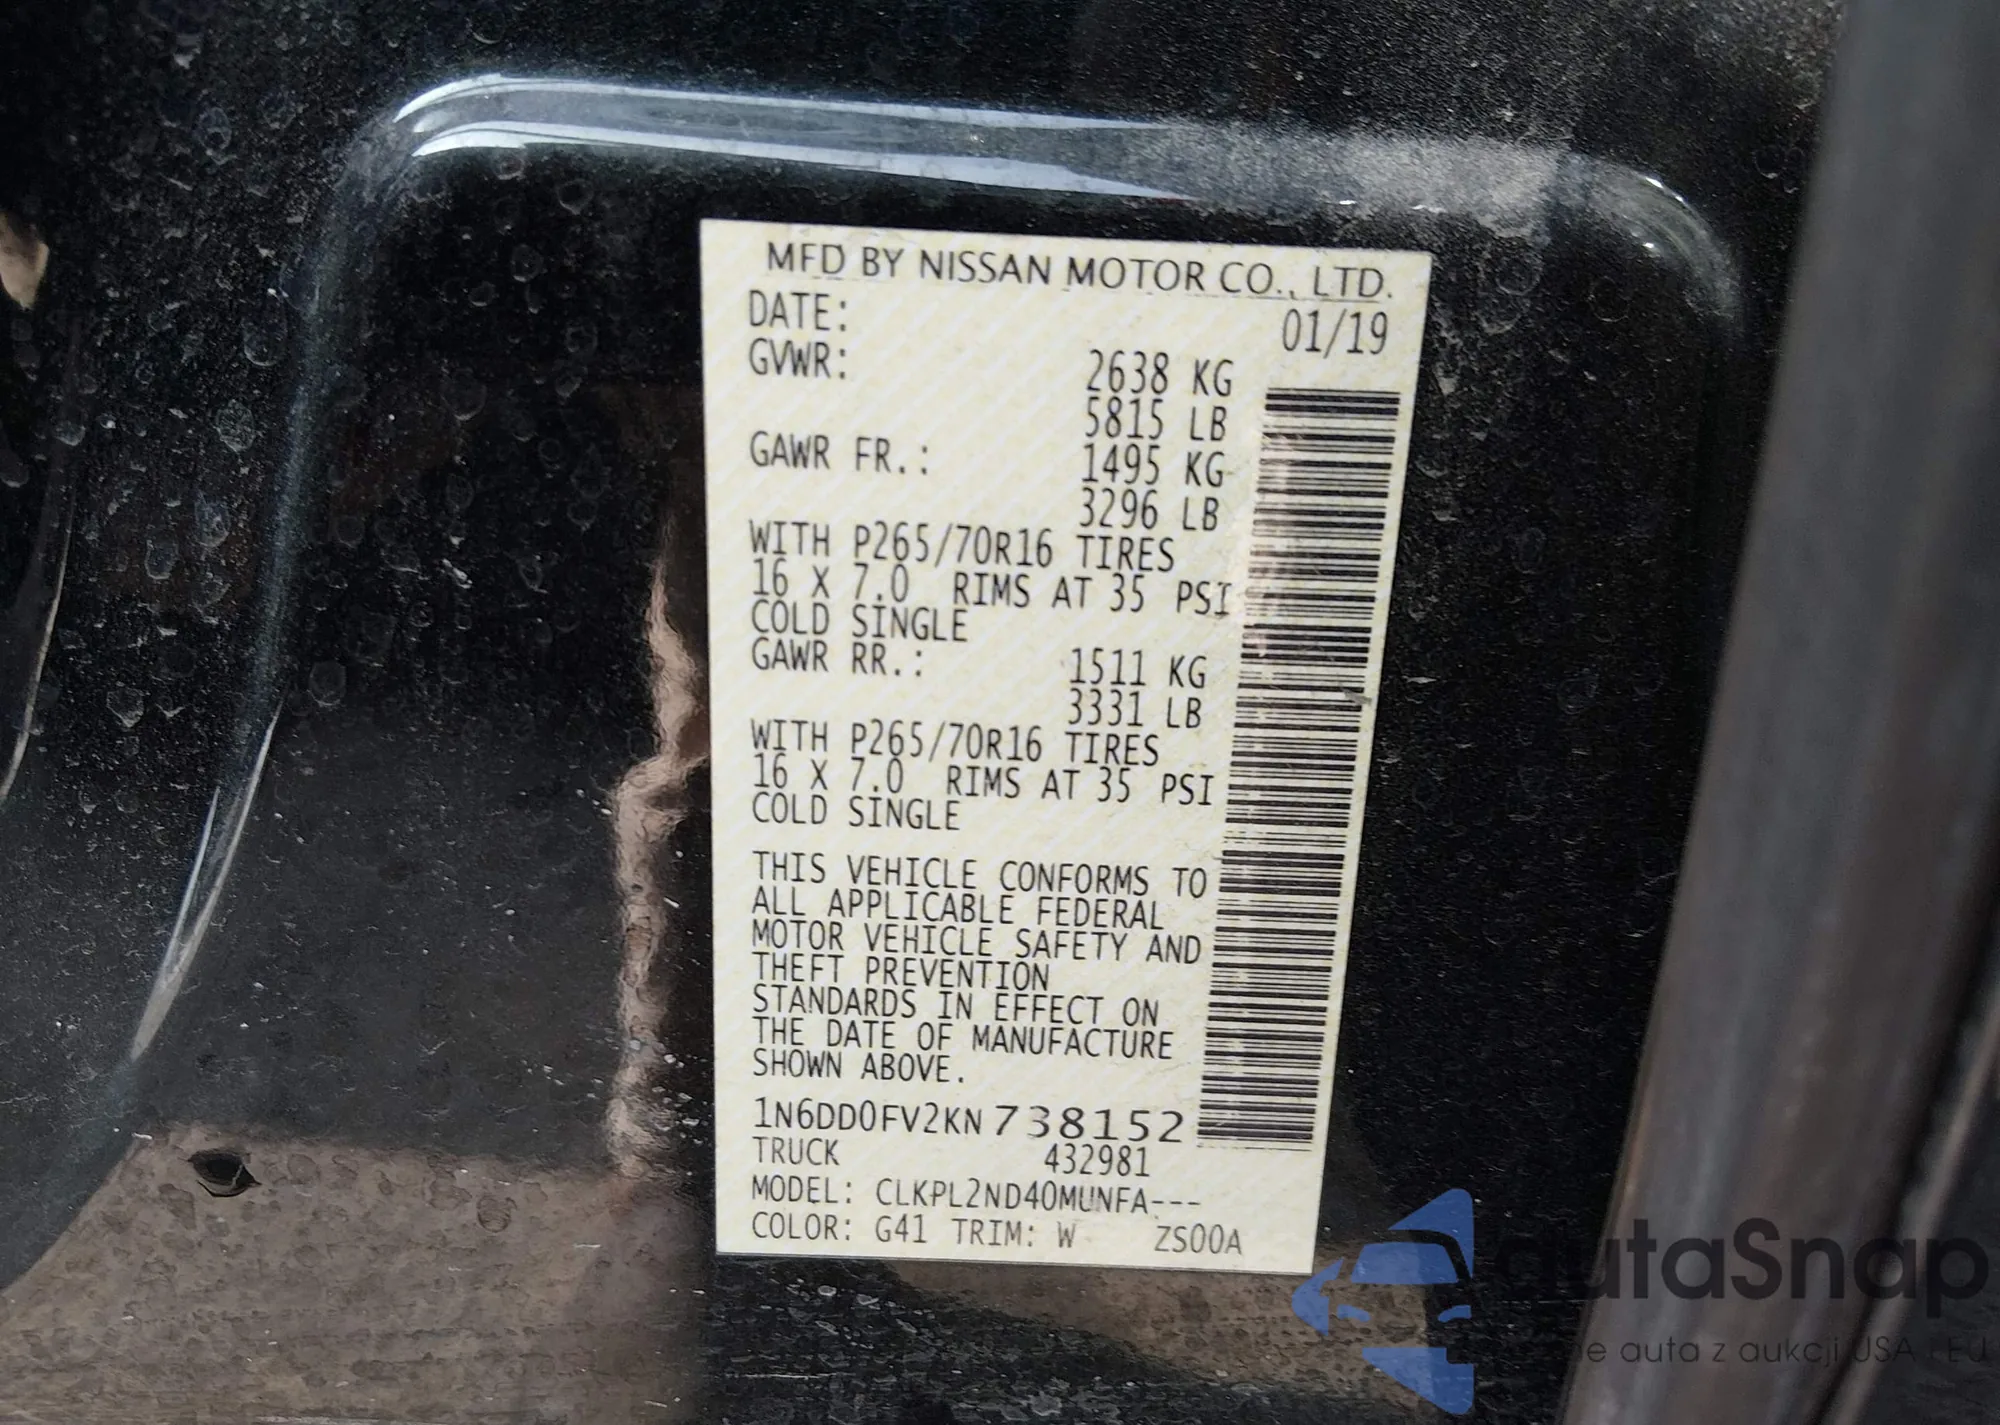 MFD BY NISSAN MOTOR CO., LTD.
DATE: 01/19
GVWR: 2638 KG
5815 LB
GAWR FR.: 1495 KG
3296 LB
WITH P265/70R16 TIRES
16 X 7.0 RIMS AT 35 PSI
COLD SINGLE
GAWR RR.: 1511 KG
3331 LB
WITH P265/70R16 TIRES
16 X 7.0 RIMS AT 35 PSI
COLD SINGLE
THIS VEHICLE CONFORMS TO
ALL APPLICABLE FEDERAL
MOTOR VEHICLE SAFETY AND
THEFT PREVENTION
STANDARDS IN EFFECT ON
THE DATE OF MANUFACTURE
SHOWN ABOVE.
1N6DD0FV2KN738152
TRUCK 432981
MODEL: CLKPL2ND40MUNFA---
COLOR: G41 TRIM: W ZS00A
autaSnap
auta z aukcji USA i EU